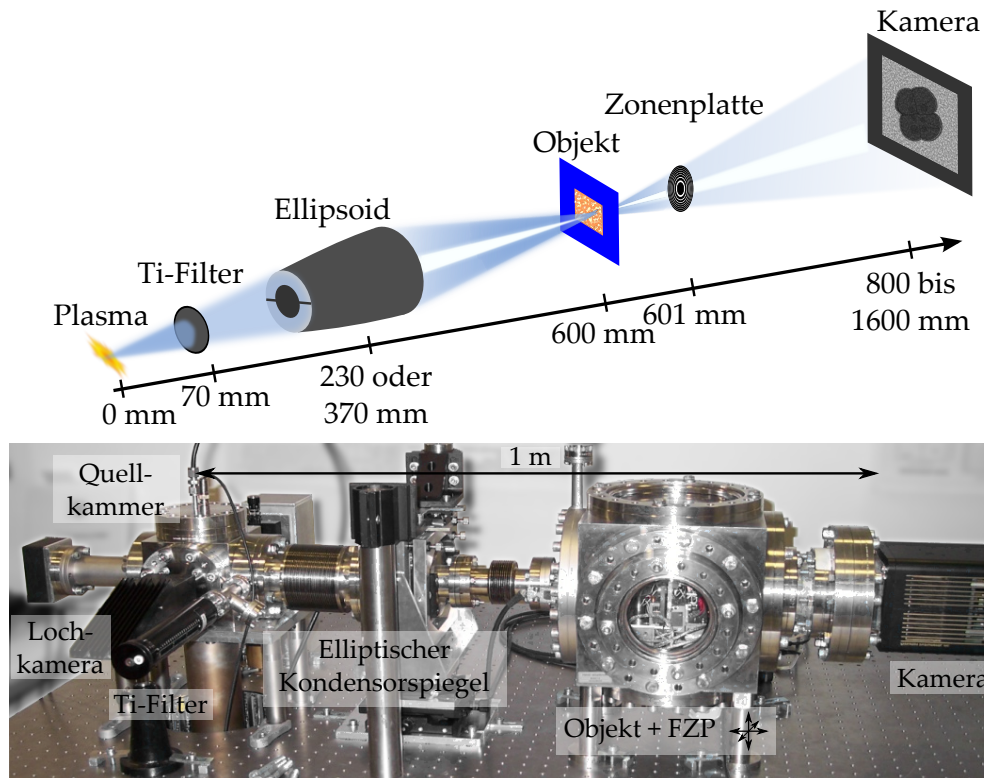 Kamera
Zonenplatte
Objekt
Ellipsoid
Ti-Filter
Plasma
0 mm
70 mm
230 oder
370 mm
600 mm
601 mm
800 bis
1600 mm
1 m
Quell-
kammer
Loch-
kamera
Ti-Filter
Elliptischer
Kondensorspiegel
Objekt + FZP
Kamera